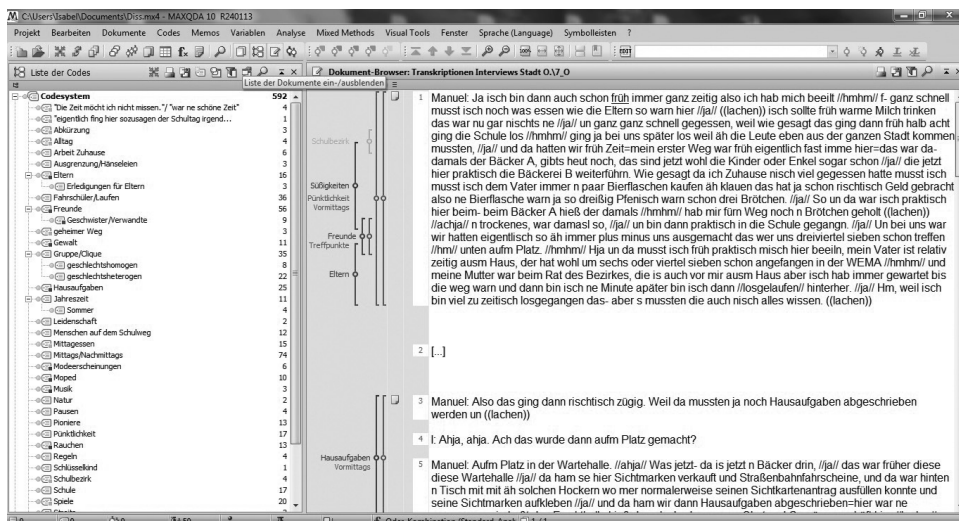 C:\Users\Isabel\Documents\Diss.mx4 - MAXQDA 10 R240113
Projekt Bearbeiten Dokumente Codes Memos Variablen Analyse Mixed Methods Visual Tools Fenster Sprache (Language) Symbolleisten ?
Liste der Codes
Liste der Dokumente ein-/ausblenden
Dokument-Browser: Transkriptionen Interviews Stadt O.\7_O
Codesystem 592
"Die Zeit möcht ich nicht missen."/ "war ne schöne Zeit" 4
"eigentlich fing hier sozusagen der Schultag irgend... 1
Abkürzung 3
Alltag 4
Arbeit Zuhause 6
Ausgrenzung/Hänseleien 3
Eltern 16
Erledigungen für Eltern 3
Fahrschüler/Laufen 36
Freunde 56
Geschwister/Verwandte 9
geheimer Weg 3
Gewalt 11
Gruppe/Clique 35
geschlechtshomogen 8
geschlechtsheterogen 22
Hausaufgaben 25
Jahreszeit 11
Sommer 4
Leidenschaft 2
Menschen auf dem Schulweg 12
Mittagessen 15
Mittags/Nachmittags 74
Modeerscheinungen 6
Moped 10
Musik 3
Natur 2
Pausen 4
Pioniere 13
Pünktlichkeit 17
Rauchen 13
Regeln 4
Schlüsselkind 1
Schulbezirk 4
Schule 17
Spiele 20
Schulbezirk
Süßigkeiten
Pünktlichkeit
Vormittags
Freunde
Treffpunkte
Eltern
Hausaufgaben
Vormittags
1 Manuel: Ja isch bin dann auch schon früh immer ganz zeitig also ich hab mich beeilt //hmhm// f- ganz schnell
musst isch noch was essen wie die Eltern so warn hier //ja// isch sollte früh warme Milch trinken
das war nu gar nischts ne //ja// un ganz ganz schnell gegessen, weil wie gesagt das ging dann früh halb acht
ging die Schule los //hmhm// ging ja bei uns später los weil äh die Leute eben aus der ganzen Stadt kommen
mussten, //ja// und da hatten wir früh Zeit=mein erster Weg war früh eigentlich fast imme hier=das war da-
damals der Bäcker A, gibts heut noch, das sind jetzt wohl die Kinder oder Enkel sogar schon //ja// die jetzt
hier praktisch die Bäckerei B weiterführn. Wie gesagt da ich Zuhause nisch viel gegessen hatte musst isch
musst isch dem Vater immer n paar Bierflaschen kaufen äh klauen das hat ja schon rischtisch Geld gebracht
also ne Bierflasche warn ja so dreißig Pfenisch warn schon drei Brötchen. //ja// So un da war isch praktisch
hier beim- beim Bäcker A hieß der damals //hmhm// hab mir fürn Weg noch n Brötchen geholt ((lachen))
//achja// n trockenes, war damasl so, //ja// un bin dann praktisch in die Schule gegangn. //ja// Un bei uns war
wir hatten eigentlisch so äh immer plus minus uns ausgemacht das wer uns dreiviertel sieben schon treffen
//hm// unten aufm Platz. //hmhm// Hja un da musst isch früh praktisch misch hier beeiln, mein Vater ist relativ
zeitig ausm Haus, der hat wohl um sechs oder viertel sieben schon angefangen in der WEMA //hmhm// und
meine Mutter war beim Rat des Bezirkes, die is auch vor mir ausm Haus aber isch hab immer gewartet bis
die weg warn und dann bin isch ne Minute apäter bin isch dann //losgelaufen// hinterher. //ja// Hm, weil isch
bin viel zu zeitisch losgegangen das- aber s mussten die auch nisch alles wissen. ((lachen))
2 [...]
3 Manuel: Also das ging dann rischtisch zügig. Weil da mussten ja noch Hausaufgaben abgeschrieben
werden un ((lachen))
4 I: Ahja, ahja. Ach das wurde dann aufm Platz gemacht?
5 Manuel: Aufm Platz in der Wartehalle. //ahja// Was jetzt- da is jetzt n Bäcker drin, //ja// das war früher diese
diese Wartehalle //ja// da ham se hier Sichtmarken verkauft und Straßenbahnfahrscheine, und da war hinten
n Tisch mit mit äh solchen Hockern wo mer normalerweise seinen Sichtkartenantrag ausfüllen konnte und
seine Sichtmarken aufkleben //ja// und da ham wir dann Hausaufgaben abgeschrieben=hier war ne